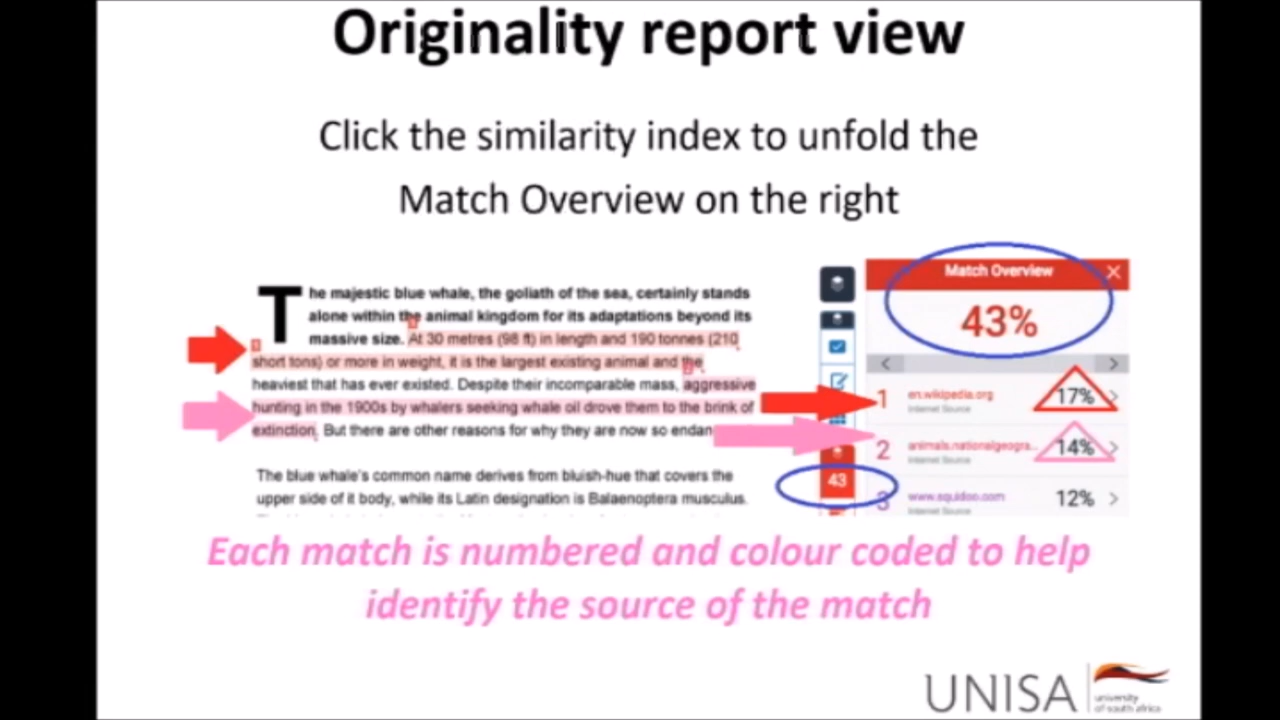 Originality report view
Click the similarity index to unfold the
Match Overview on the right
The majestic blue whale, the goliath of the sea, certainly stands
alone within the animal kingdom for its adaptations beyond its
massive size. At 30 metres (98 ft) in length and 190 tonnes (210
short tons) or more in weight, it is the largest existing animal and the
heaviest that has ever existed. Despite their incomparable mass, aggressive
hunting in the 1900s by whalers seeking whale oil drove them to the brink of
extinction. But there are other reasons for why they are now so endan
The blue whale's common name derives from bluish-hue that covers the
upper side of it body, while its Latin designation is Balaenoptera musculus.
43
Match Overview
43%
1 en.wikipedia.org 17%
Internet Source
2 animals.nationalgeogra... 14%
Internet Source
3 www.squidoo.com 12%
Internet Source
Each match is numbered and colour coded to help
identify the source of the match
UNISA
university
of south africa